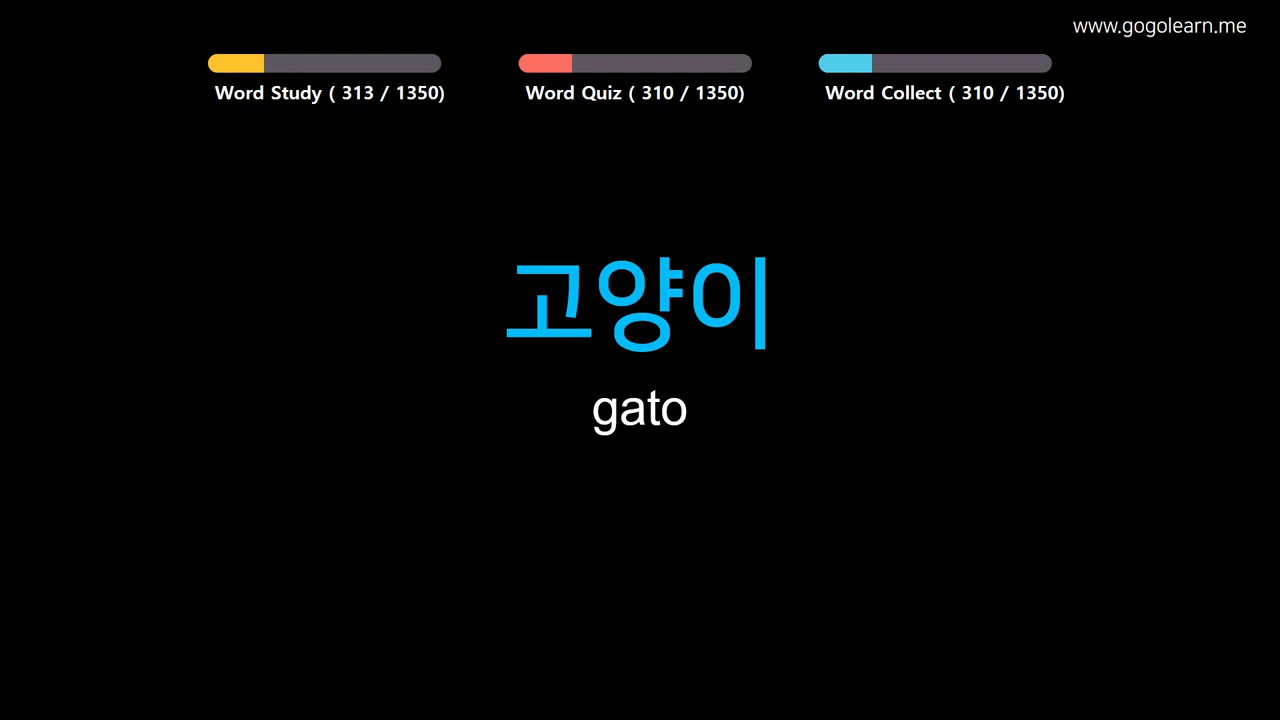 www.gogolearn.me
Word Study ( 313 / 1350)
Word Quiz ( 310 / 1350)
Word Collect ( 310 / 1350)
고양이
gato